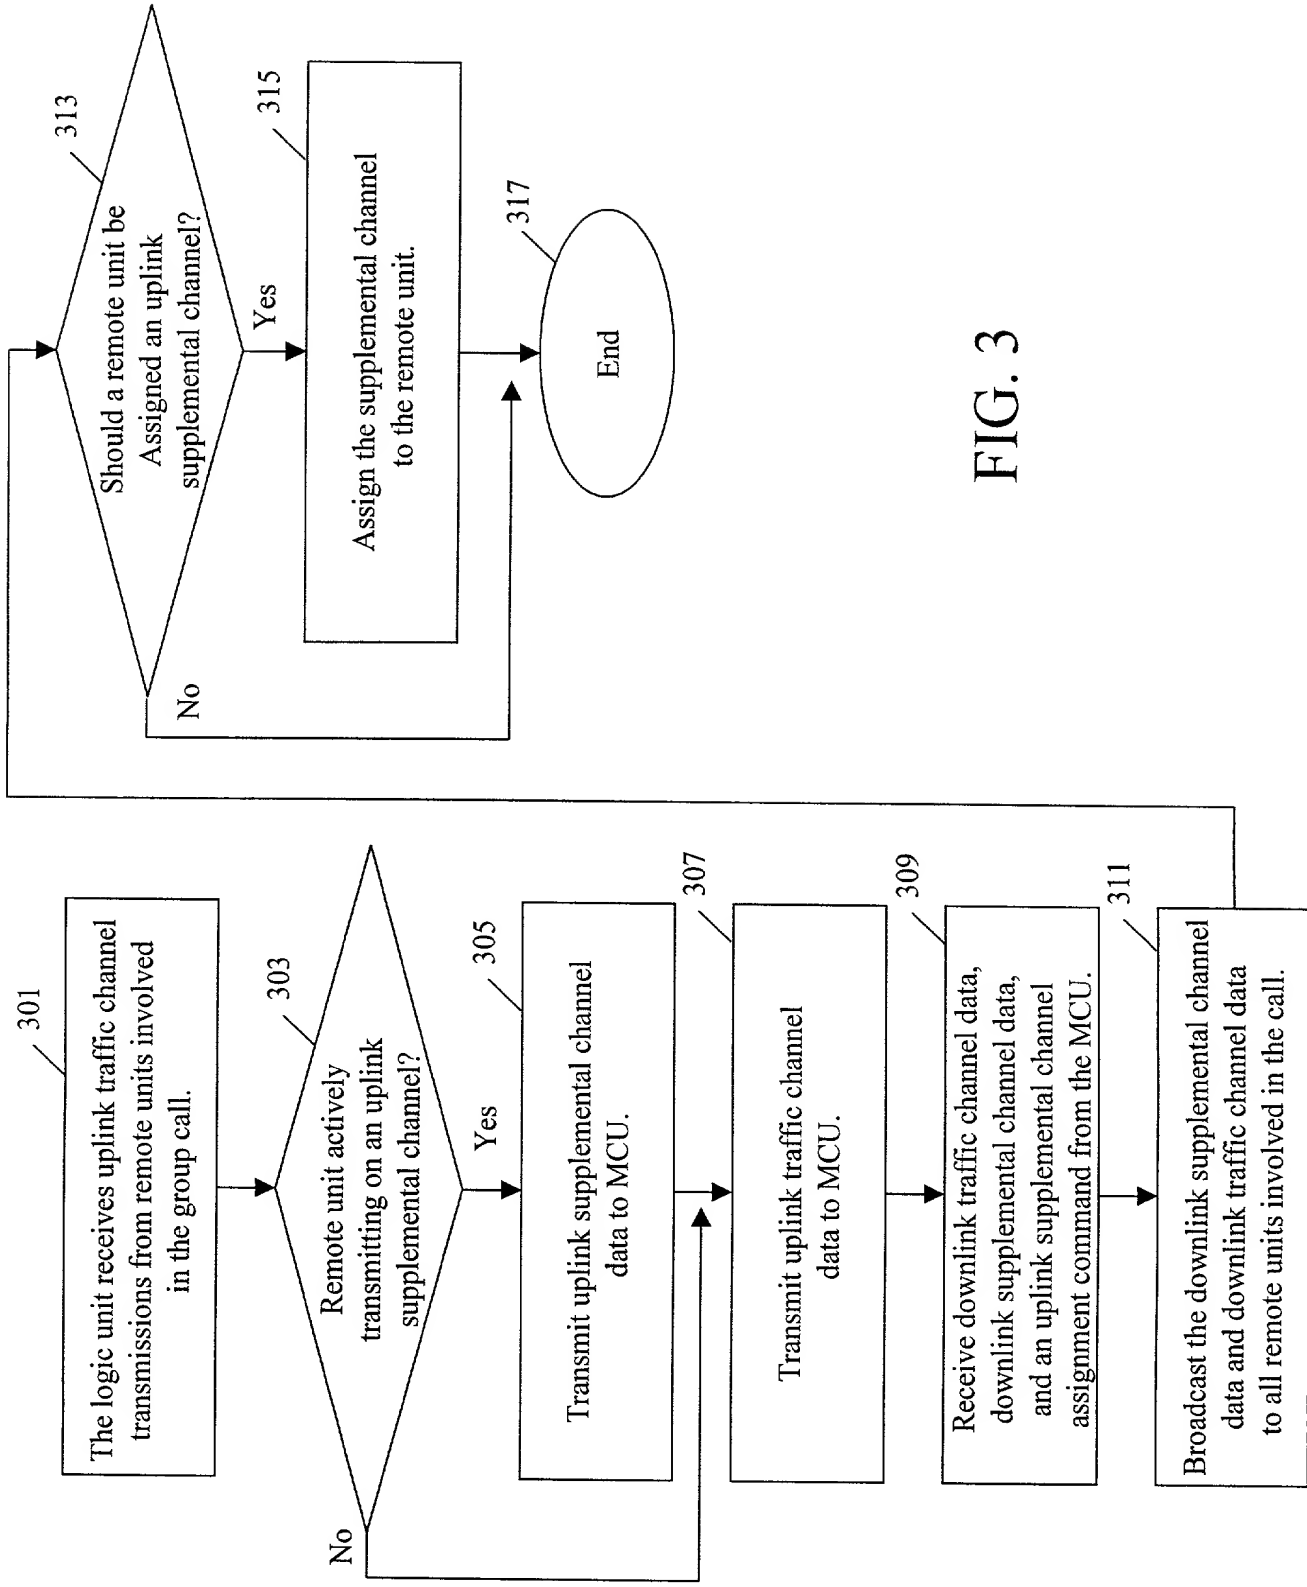 301
The logic unit receives uplink traffic channel
transmissions from remote units involved
in the group call.
303
Remote unit actively
transmitting on an uplink
supplemental channel?
No
Yes
305
Transmit uplink supplemental channel
data to MCU.
307
Transmit uplink traffic channel
data to MCU.
309
Receive downlink traffic channel data,
downlink supplemental channel data,
and an uplink supplemental channel
assignment command from the MCU.
311
Broadcast the downlink supplemental channel
data and downlink traffic channel data
to all remote units involved in the call.
313
Should a remote unit be
Assigned an uplink
supplemental channel?
No
Yes
315
Assign the supplemental channel
to the remote unit.
317
End
FIG. 3